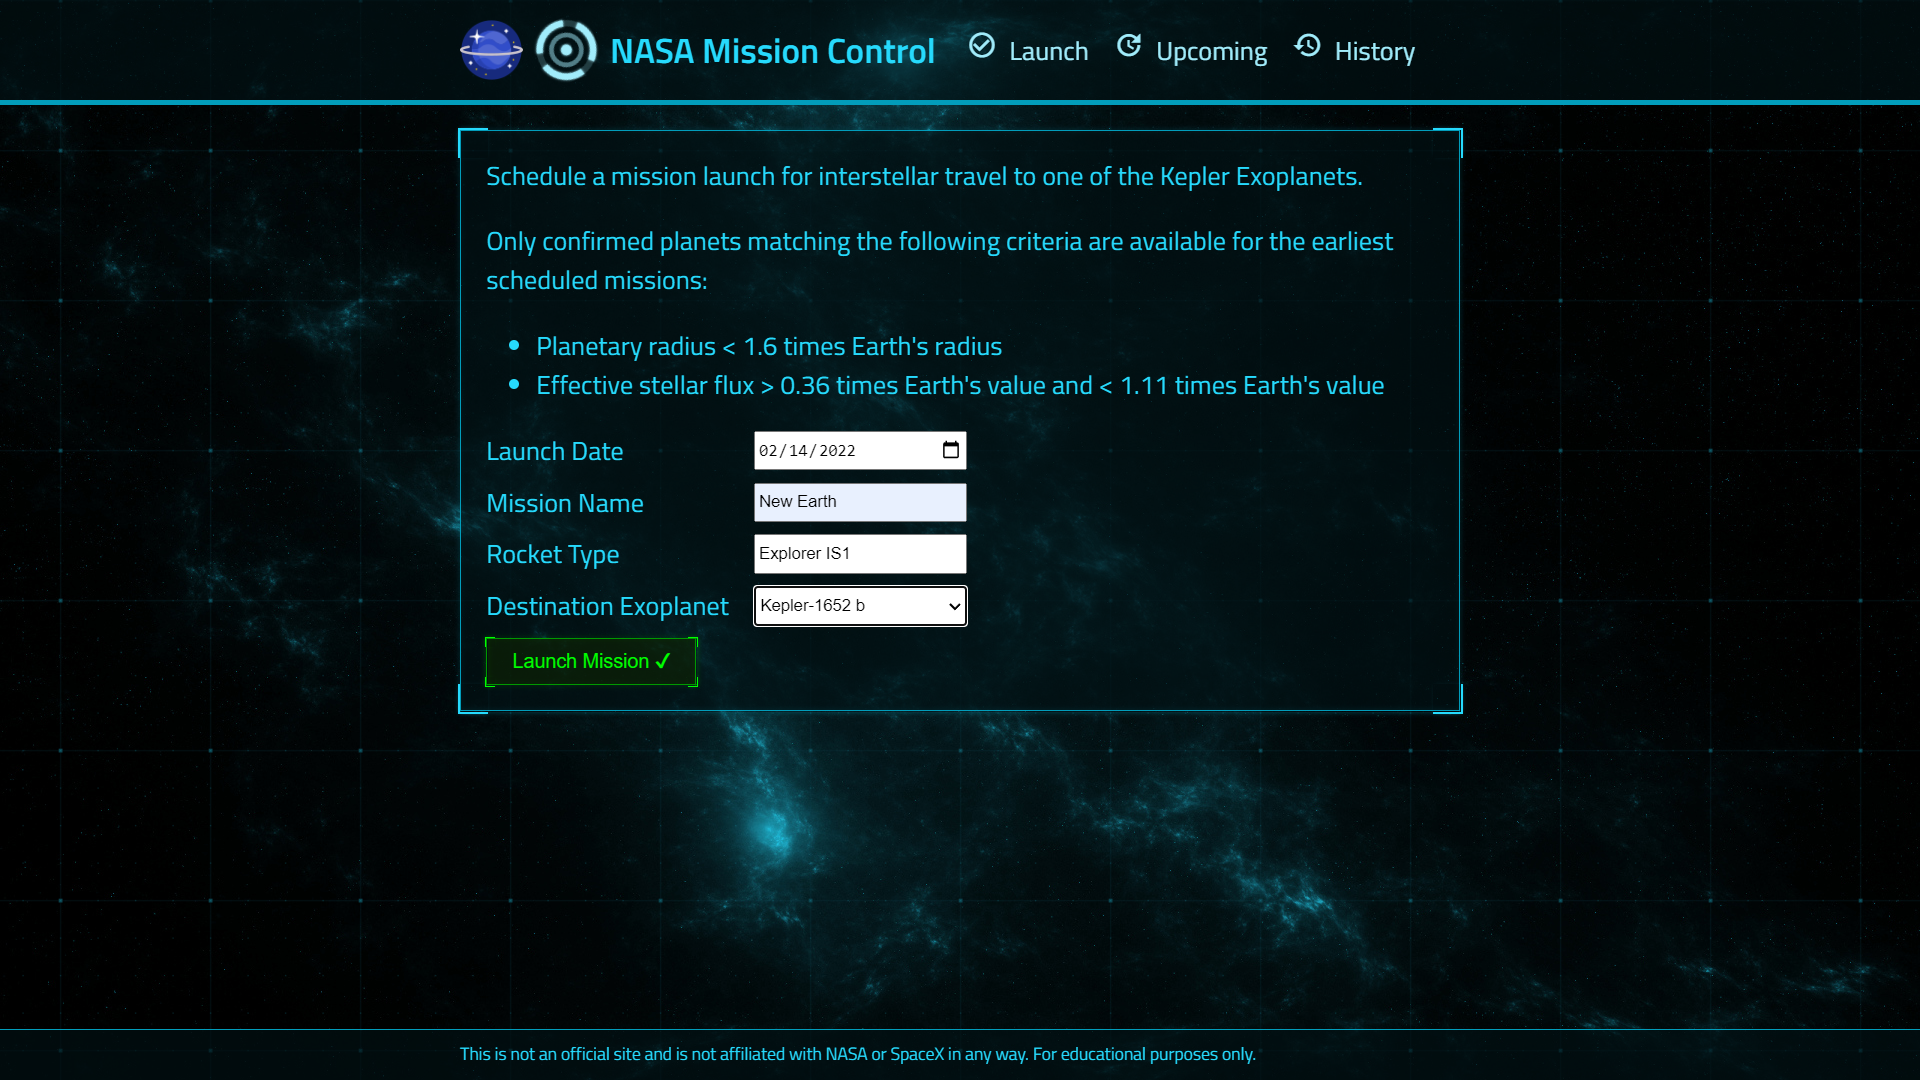 NASA Mission Control
Launch
Upcoming
History
Schedule a mission launch for interstellar travel to one of the Kepler Exoplanets.
Only confirmed planets matching the following criteria are available for the earliest
scheduled missions:
Planetary radius < 1.6 times Earth's radius
Effective stellar flux > 0.36 times Earth's value and < 1.11 times Earth's value
Launch Date
02/14/2022
Mission Name
New Earth
Rocket Type
Explorer IS1
Destination Exoplanet
Kepler-1652 b
Launch Mission ✓
This is not an official site and is not affiliated with NASA or SpaceX in any way. For educational purposes only.